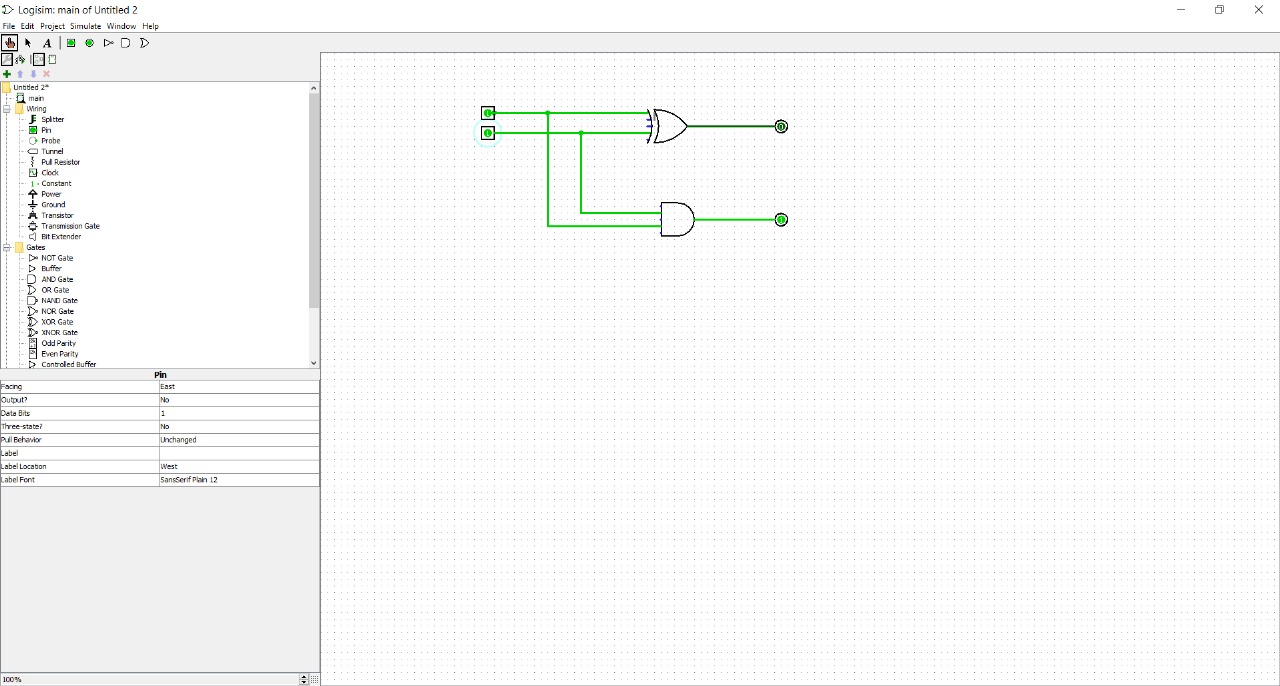 Logisim: main of Untitled 2
File Edit Project Simulate Window Help
A
Untitled 2*
main
Wiring
Splitter
Pin
Probe
Tunnel
Pull Resistor
Clock
1 Constant
Power
Ground
Transistor
Transmission Gate
Bit Extender
Gates
NOT Gate
Buffer
AND Gate
OR Gate
NAND Gate
NOR Gate
XOR Gate
XNOR Gate
Odd Parity
Even Parity
Controlled Buffer
Pin
Facing East
Output? No
Data Bits 1
Three-state? No
Pull Behavior Unchanged
Label
Label Location West
Label Font SansSerif Plain 12
100%
1
1
0
1